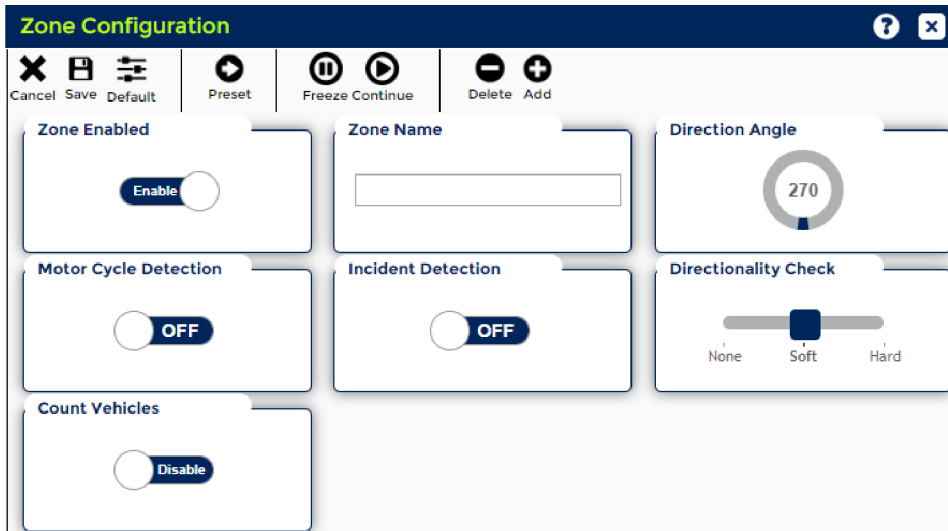 Zone Configuration
?
Cancel Save Default Preset Freeze Continue Delete Add
Zone Enabled
Enable
Zone Name
Direction Angle
270
Motor Cycle Detection
OFF
Incident Detection
OFF
Directionality Check
None Soft Hard
Count Vehicles
Disable